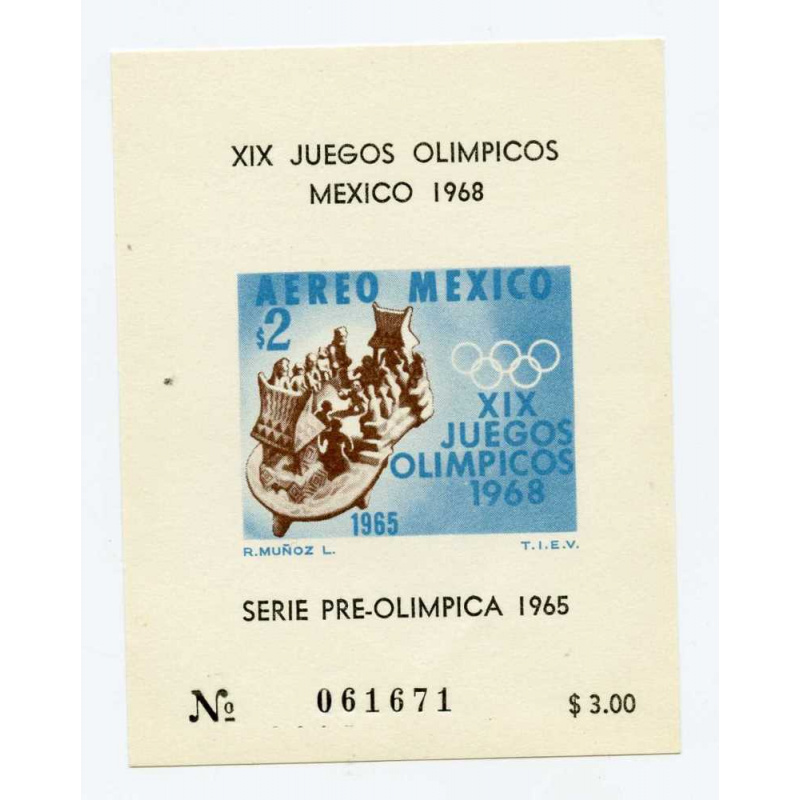 XIX JUEGOS OLIMPICOS
MEXICO 1968
AEREO MEXICO
$2
XIX
JUEGOS
OLIMPICOS
1968
1965
R.MUÑOZ L. T.I.E.V.
SERIE PRE-OLIMPICA 1965
Nº 061671 $ 3.00